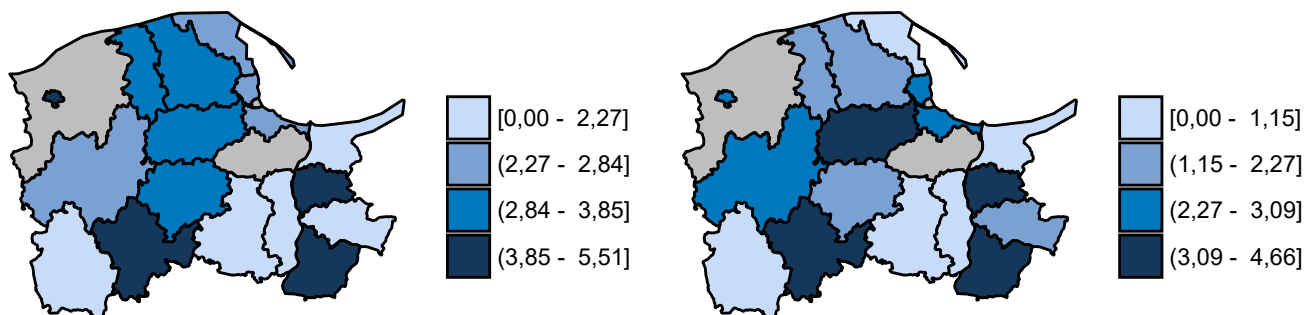 [0,00 - 2,27]
(2,27 - 2,84]
(2,84 - 3,85]
(3,85 - 5,51]
[0,00 - 1,15]
(1,15 - 2,27]
(2,27 - 3,09]
(3,09 - 4,66]